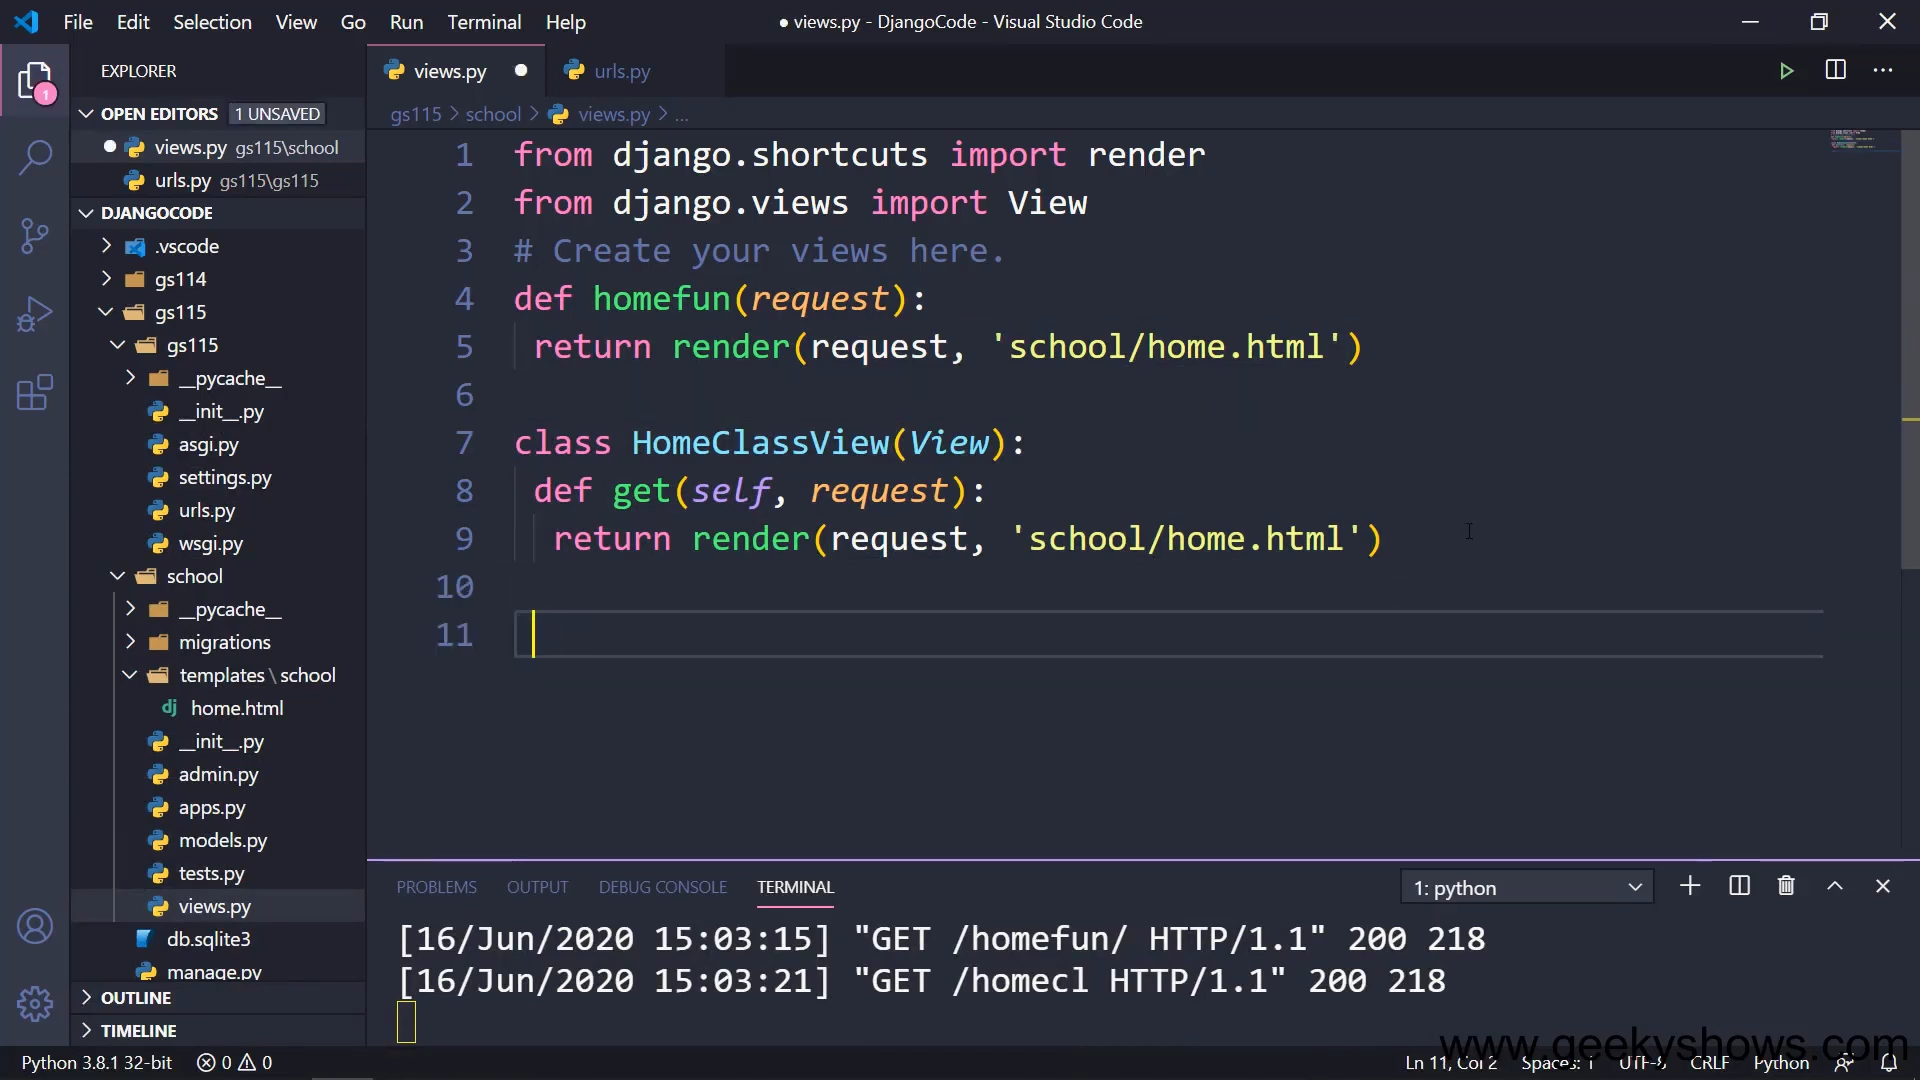 File Edit Selection View Go Run Terminal Help
● views.py - DjangoCode - Visual Studio Code
EXPLORER
1
OPEN EDITORS 1 UNSAVED
views.py gs115\school
urls.py gs115\gs115
DJANGOCODE
.vscode
gs114
gs115
gs115
__pycache__
__init__.py
asgi.py
settings.py
urls.py
wsgi.py
school
__pycache__
migrations
templates \ school
dj home.html
__init__.py
admin.py
apps.py
models.py
tests.py
views.py
db.sqlite3
manage.py
OUTLINE
TIMELINE
views.py urls.py
gs115 > school > views.py > ...
1 from django.shortcuts import render
2 from django.views import View
3 # Create your views here.
4 def homefun(request):
5 return render(request, 'school/home.html')
6
7 class HomeClassView(View):
8 def get(self, request):
9 return render(request, 'school/home.html')
10
11
PROBLEMS OUTPUT DEBUG CONSOLE TERMINAL 1: python
[16/Jun/2020 15:03:15] "GET /homefun/ HTTP/1.1" 200 218
[16/Jun/2020 15:03:21] "GET /homecl HTTP/1.1" 200 218
www.geekyshows.com
Python 3.8.1 32-bit 0 0 Ln 11, Col 2 Spaces: 1 UTF-8 CRLF Python